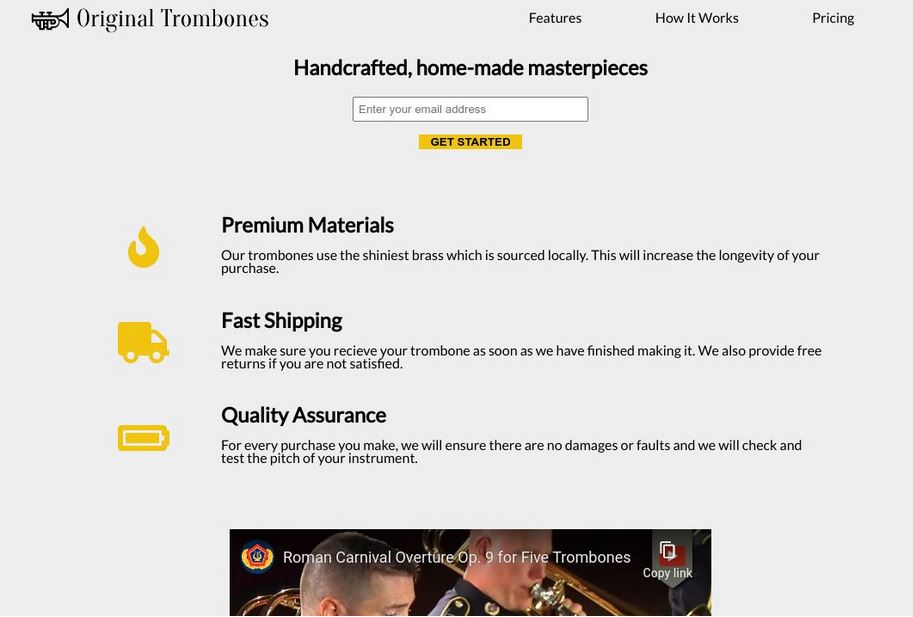 Original Trombones
Features
How It Works
Pricing
Handcrafted, home-made masterpieces
Enter your email address
GET STARTED
Premium Materials
Our trombones use the shiniest brass which is sourced locally. This will increase the longevity of your
purchase.
Fast Shipping
We make sure you recieve your trombone as soon as we have finished making it. We also provide free
returns if you are not satisfied.
Quality Assurance
For every purchase you make, we will ensure there are no damages or faults and we will check and
test the pitch of your instrument.
Roman Carnival Overture Op. 9 for Five Trombones
Copy link